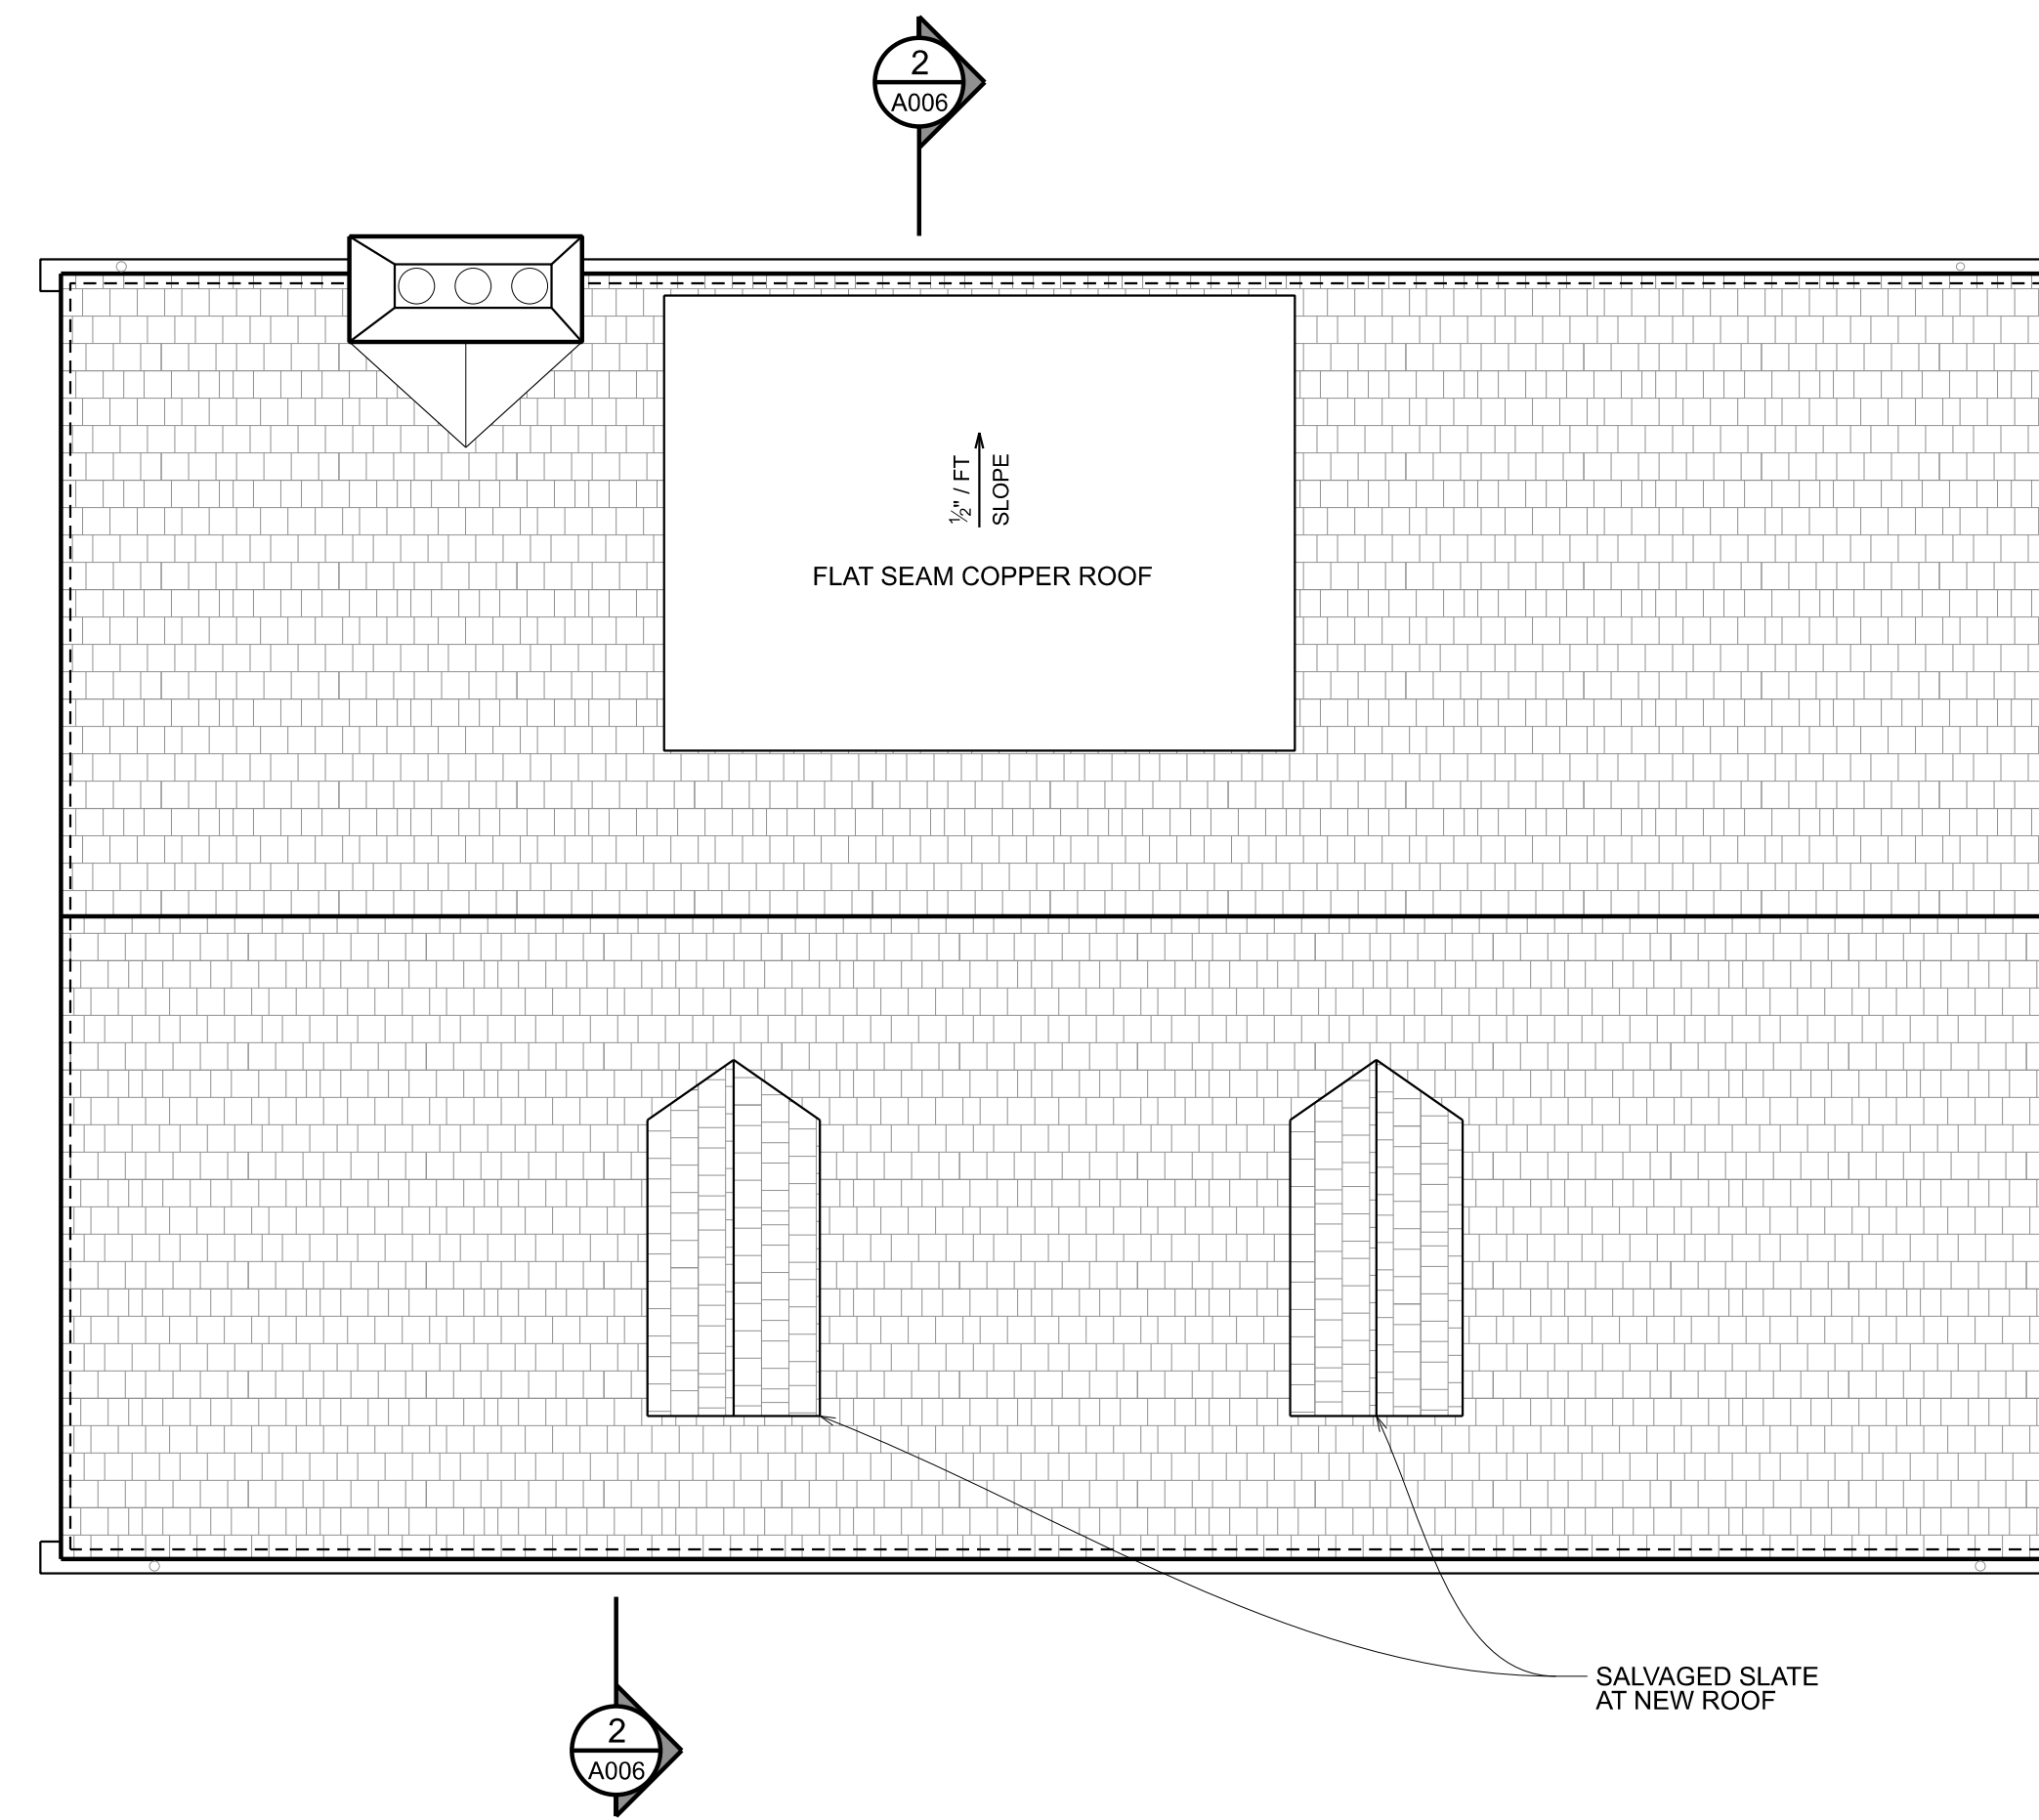 2
A006
½" / FT
SLOPE
FLAT SEAM COPPER ROOF
SALVAGED SLATE
AT NEW ROOF
2
A006